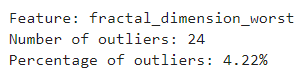 Feature: fractal_dimension_worst
Number of outliers: 24
Percentage of outliers: 4.22%